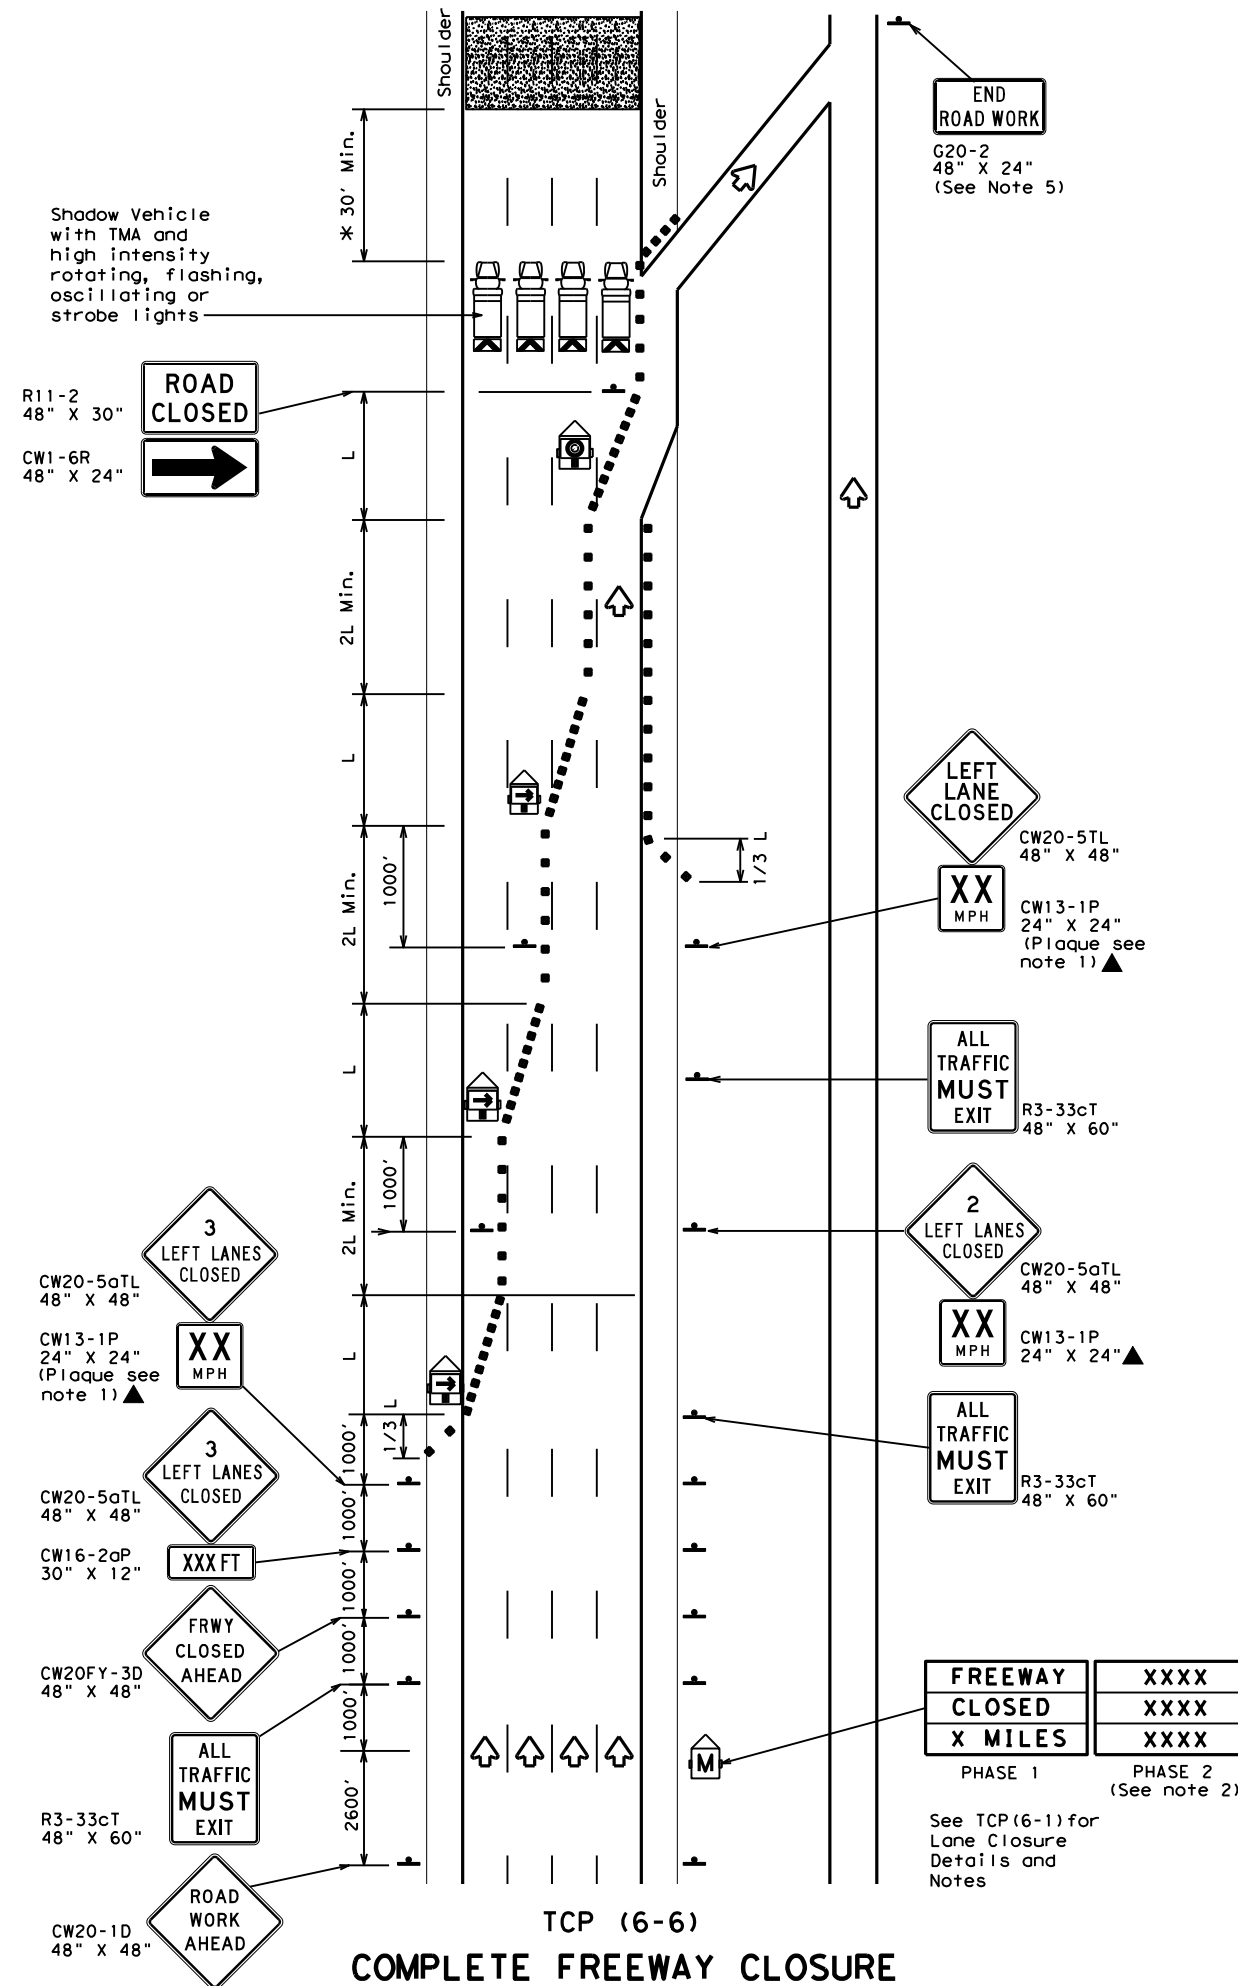 Shoulder
Shoulder
END
ROAD WORK
G20-2
48" X 24"
(See Note 5)
* 30' Min.
Shadow Vehicle
with TMA and
high intensity
rotating, flashing,
oscillating or
strobe lights
R11-2
48" X 30"
ROAD
CLOSED
CW1-6R
48" X 24"
L
2L Min.
L
2L Min.
1000'
1/3 L
LEFT
LANE
CLOSED
CW20-5TL
48" X 48"
XX
MPH
CW13-1P
24" X 24"
(Plaque see
note 1)
L
ALL
TRAFFIC
MUST
EXIT
R3-33cT
48" X 60"
2L Min.
1000'
2
LEFT LANES
CLOSED
CW20-5aTL
48" X 48"
XX
MPH
CW13-1P
24" X 24"
3
LEFT LANES
CLOSED
CW20-5aTL
48" X 48"
CW13-1P
24" X 24"
(Plaque see
note 1)
XX
MPH
L
1/3 L
ALL
TRAFFIC
MUST
EXIT
R3-33cT
48" X 60"
1000'
3
LEFT LANES
CLOSED
CW20-5aTL
48" X 48"
CW16-2aP
30" X 12"
XXX FT
1000'
FRWY
CLOSED
AHEAD
CW20FY-3D
48" X 48"
1000'
1000'
1000'
ALL
TRAFFIC
MUST
EXIT
R3-33cT
48" X 60"
2600'
M
FREEWAY
CLOSED
X MILES
PHASE 1
XXXX
XXXX
XXXX
PHASE 2
(See note 2)
See TCP(6-1)for
Lane Closure
Details and
Notes
ROAD
WORK
AHEAD
CW20-1D
48" X 48"
TCP (6-6)
COMPLETE FREEWAY CLOSURE